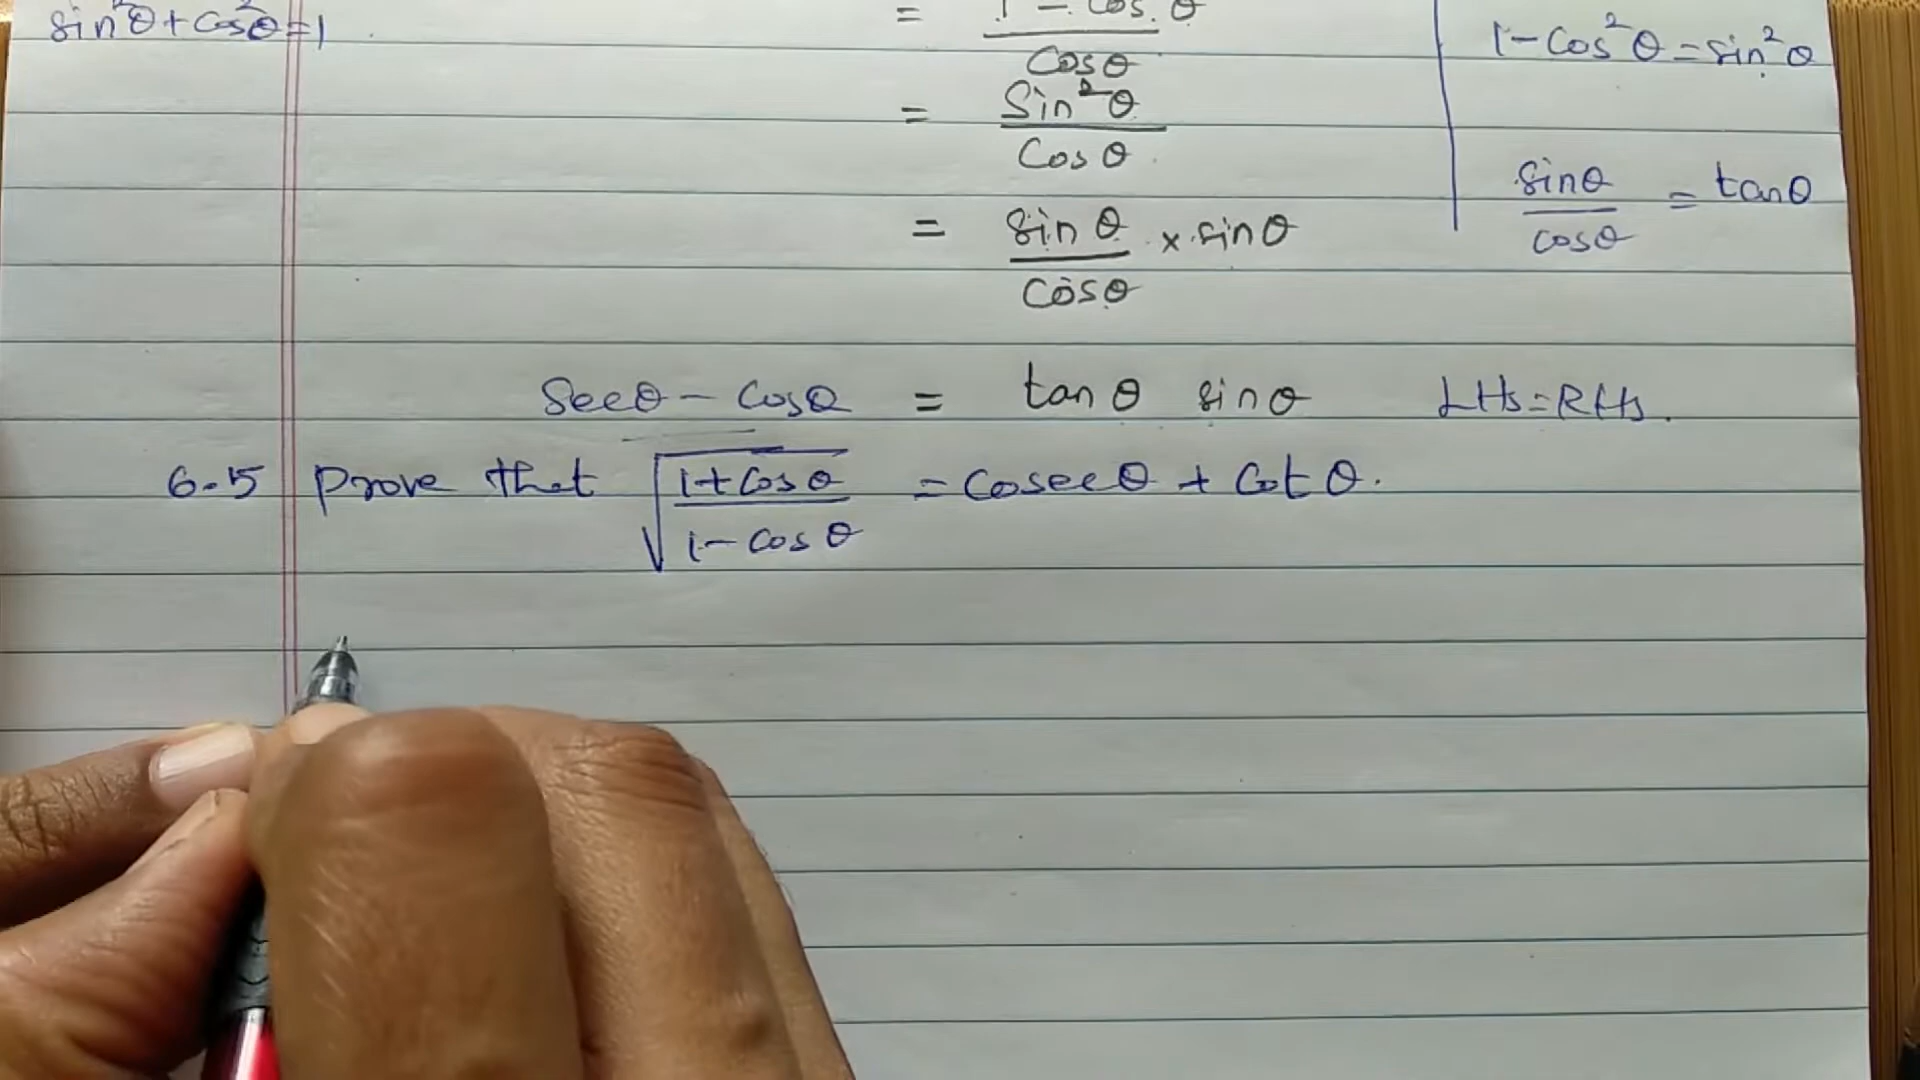 sin²θ + cos²θ = 1
= 1 - cos²θ / cosθ
1 - cos²θ = sin²θ
= sin²θ / cosθ
sinθ / cosθ = tanθ
= sinθ / cosθ × sinθ
secθ - cosθ = tanθ sinθ LHS = RHS.
6.5 Prove that √(1 + cosθ / 1 - cosθ) = cosecθ + cotθ.